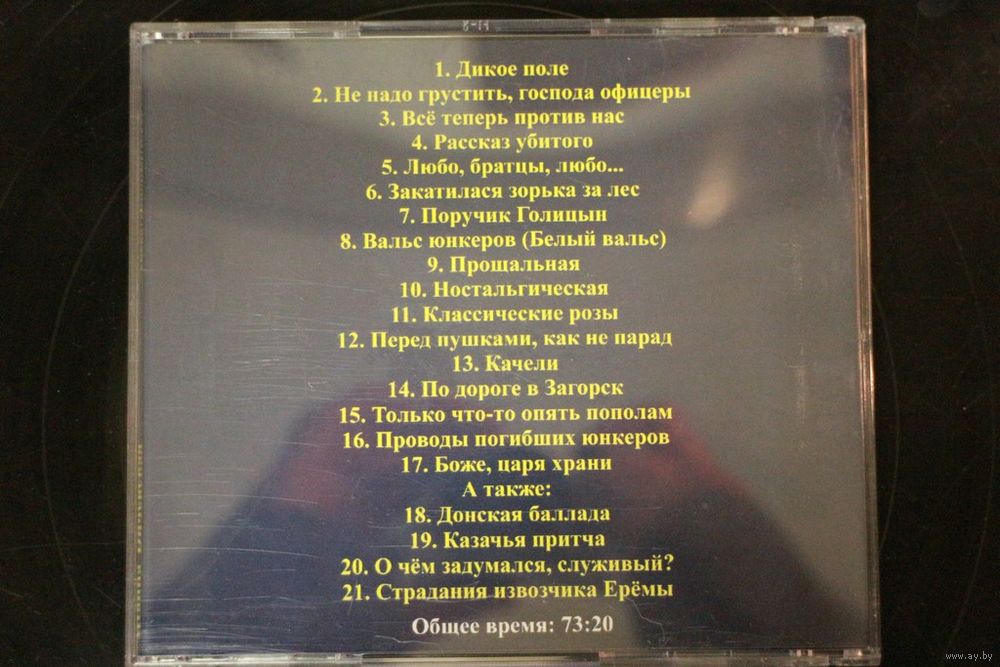 1. Дикое поле
2. Не надо грустить, господа офицеры
3. Всё теперь против нас
4. Рассказ убитого
5. Любо, братцы, любо...
6. Закатилася зорька за лес
7. Поручик Голицын
8. Вальс юнкеров (Белый вальс)
9. Прощальная
10. Ностальгическая
11. Классические розы
12. Перед пушками, как не парад
13. Качели
14. По дороге в Загорск
15. Только что-то опять пополам
16. Проводы погибших юнкеров
17. Боже, царя храни
А также:
18. Донская баллада
19. Казачья притча
20. О чём задумался, служивый?
21. Страдания извозчика Ерёмы
Общее время: 73:20
www.ay.by